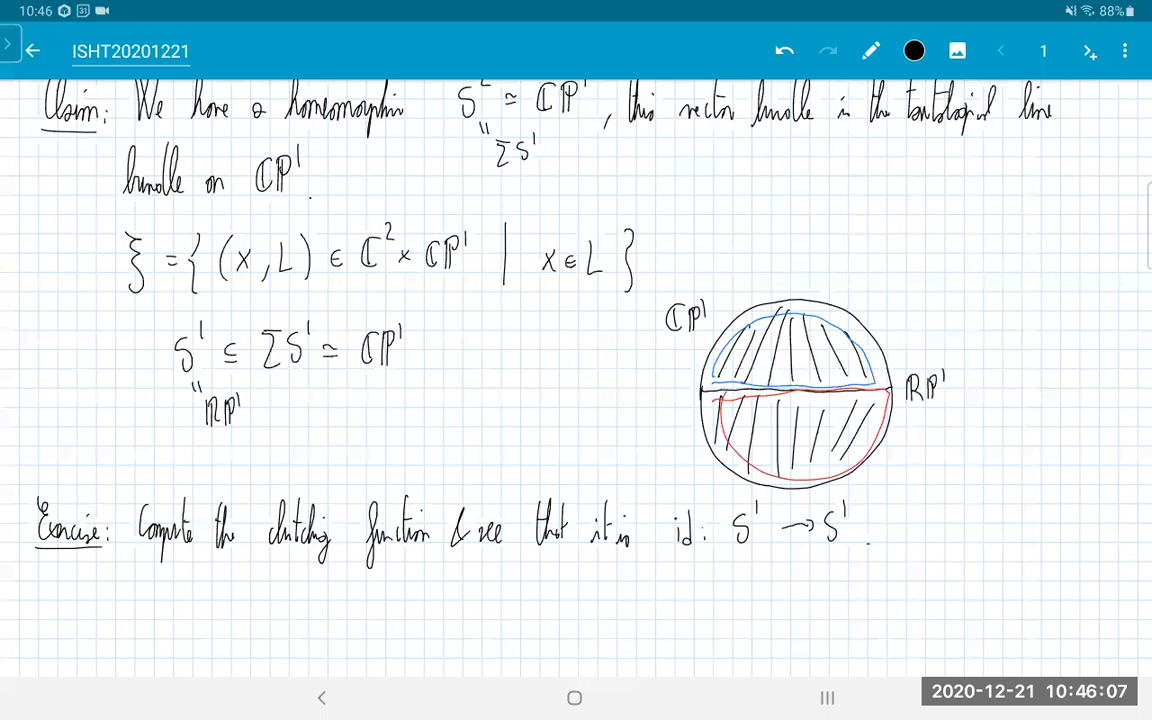 10:46 31 88%
ISHT20201221 1
Claim: We have a homeomorphism S² ≃ ℂℙ¹, this vector bundle is the tautological line
" ΣS¹
bundle on ℂℙ¹.
ξ = { (x, L) ∈ ℂ² × ℂℙ¹ | x ∈ L }
ℂℙ¹
S¹ ⊆ ΣS¹ ≃ ℂℙ¹
ℝℙ¹
" ℝℙ¹
Exercise: Compute the clutching function & see that it is id: S¹ → S¹.
2020-12-21 10:46:07